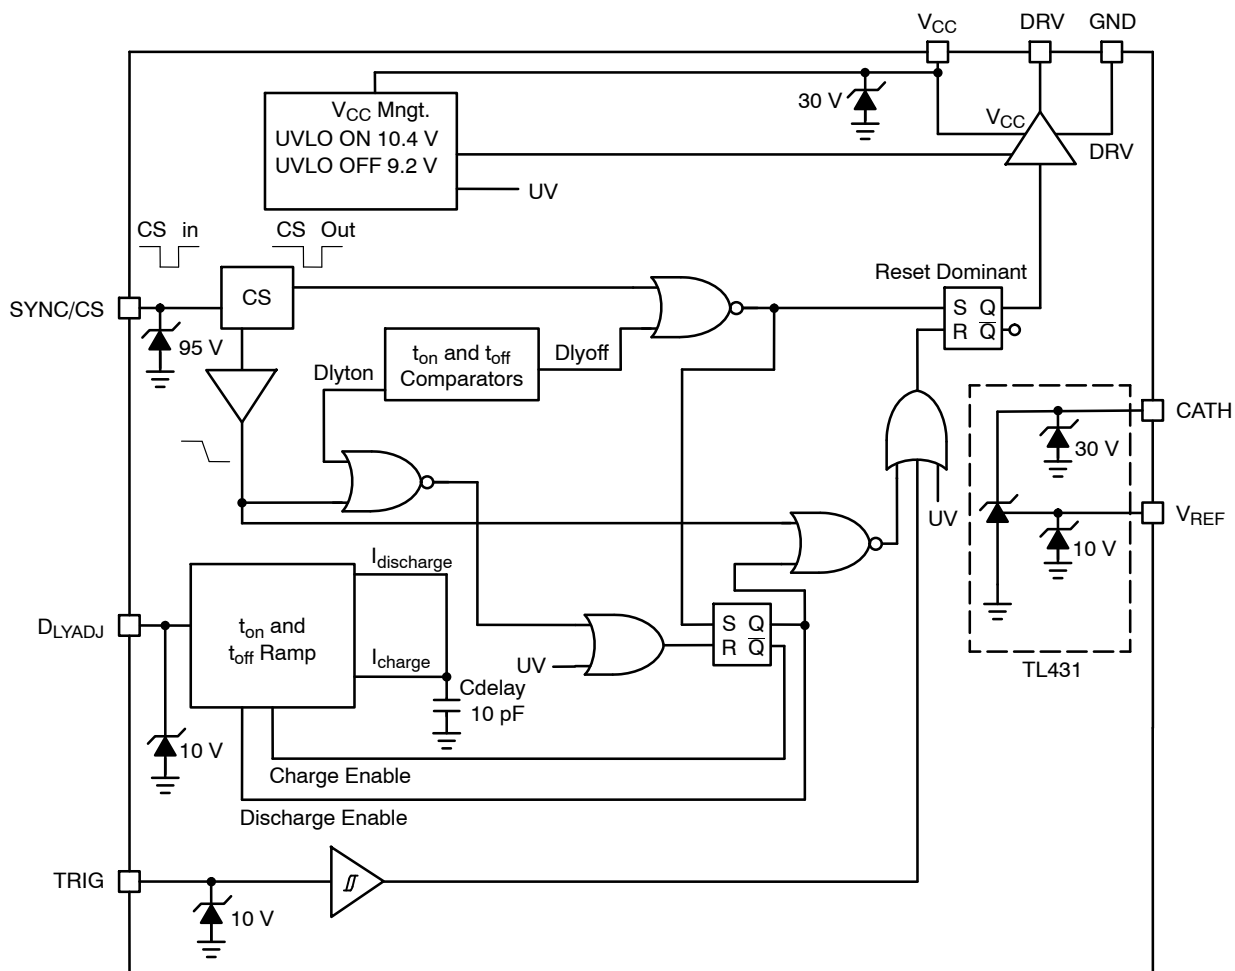 VCC DRV GND
VCC Mngt.
UVLO ON 10.4 V
UVLO OFF 9.2 V
30 V
VCC
DRV
UV
CS in
CS Out
SYNC/CS
CS
95 V
Reset Dominant
S Q
R Q
ton and toff
Comparators
Dlyoff
Dlyton
CATH
30 V
VREF
10 V
TL431
UV
Idischarge
DLYADJ
ton and
toff Ramp
Icharge
Cdelay
10 pF
UV
S Q
R Q
10 V
Charge Enable
Discharge Enable
TRIG
10 V